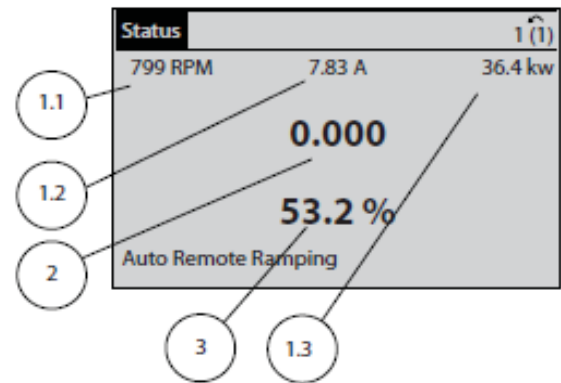 Status 1 (1)
799 RPM 7.83 A 36.4 kw
1.1
0.000
1.2
53.2 %
2
Auto Remote Ramping
3 1.3